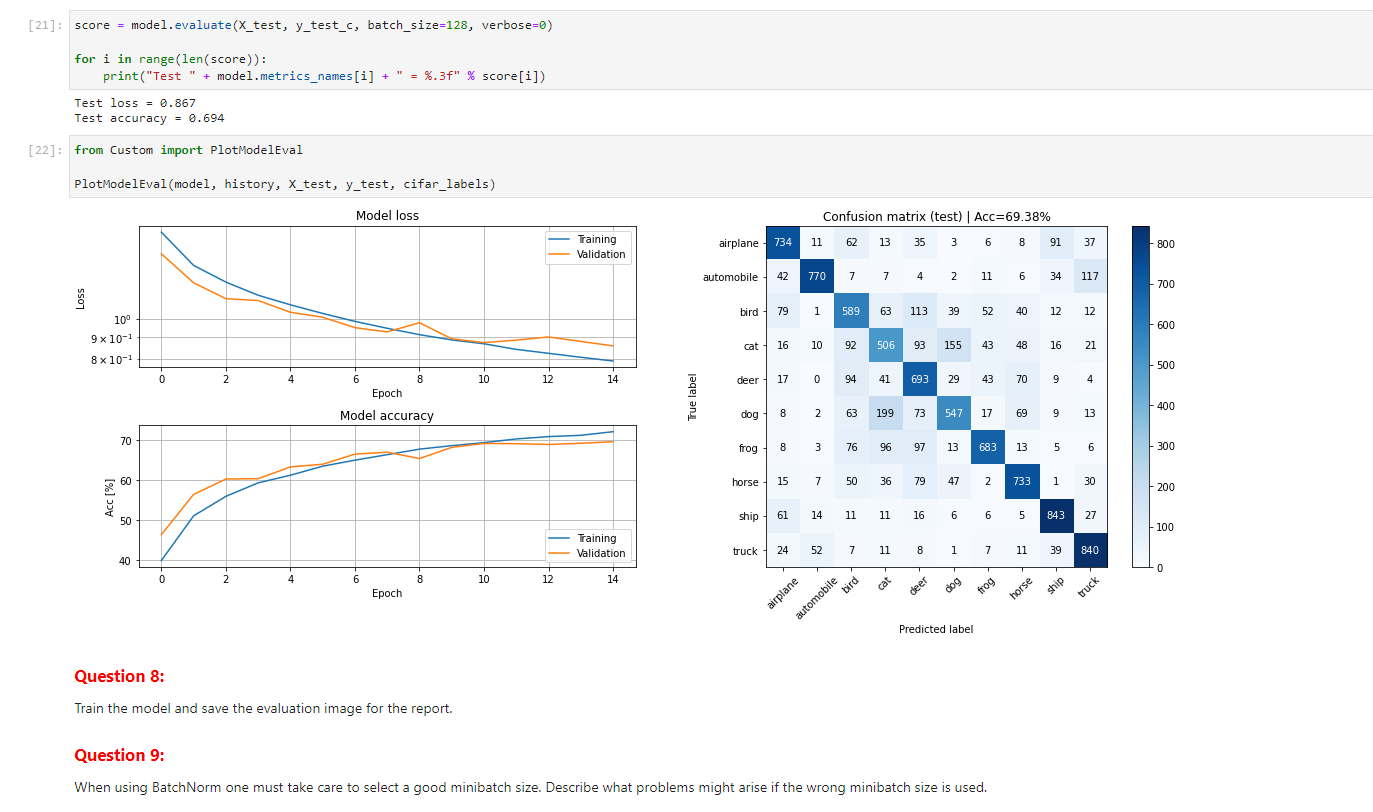 [21]: score = model.evaluate(X_test, y_test_c, batch_size=128, verbose=0)
for i in range(len(score)):
    print("Test " + model.metrics_names[i] + " = %.3f" % score[i])
Test loss = 0.867
Test accuracy = 0.694
[22]: from Custom import PlotModelEval
PlotModelEval(model, history, X_test, y_test, cifar_labels)
Model loss
Training
Validation
Loss
10⁰
9 × 10⁻¹
8 × 10⁻¹
0 2 4 6 8 10 12 14
Epoch
Model accuracy
Acc [%]
70
60
50
40
Training
Validation
0 2 4 6 8 10 12 14
Epoch
Confusion matrix (test) | Acc=69.38%
True label
airplane 734 11 62 13 35 3 6 8 91 37
automobile 42 770 7 7 4 2 11 6 34 117
bird 79 1 589 63 113 39 52 40 12 12
cat 16 10 92 506 93 155 43 48 16 21
deer 17 0 94 41 693 29 43 70 9 4
dog 8 2 63 199 73 547 17 69 9 13
frog 8 3 76 96 97 13 683 13 5 6
horse 15 7 50 36 79 47 2 733 1 30
ship 61 14 11 11 16 6 6 5 843 27
truck 24 52 7 11 8 1 7 11 39 840
airplane automobile bird cat deer dog frog horse ship truck
Predicted label
800
700
600
500
400
300
200
100
0
Question 8:
Train the model and save the evaluation image for the report.
Question 9:
When using BatchNorm one must take care to select a good minibatch size. Describe what problems might arise if the wrong minibatch size is used.